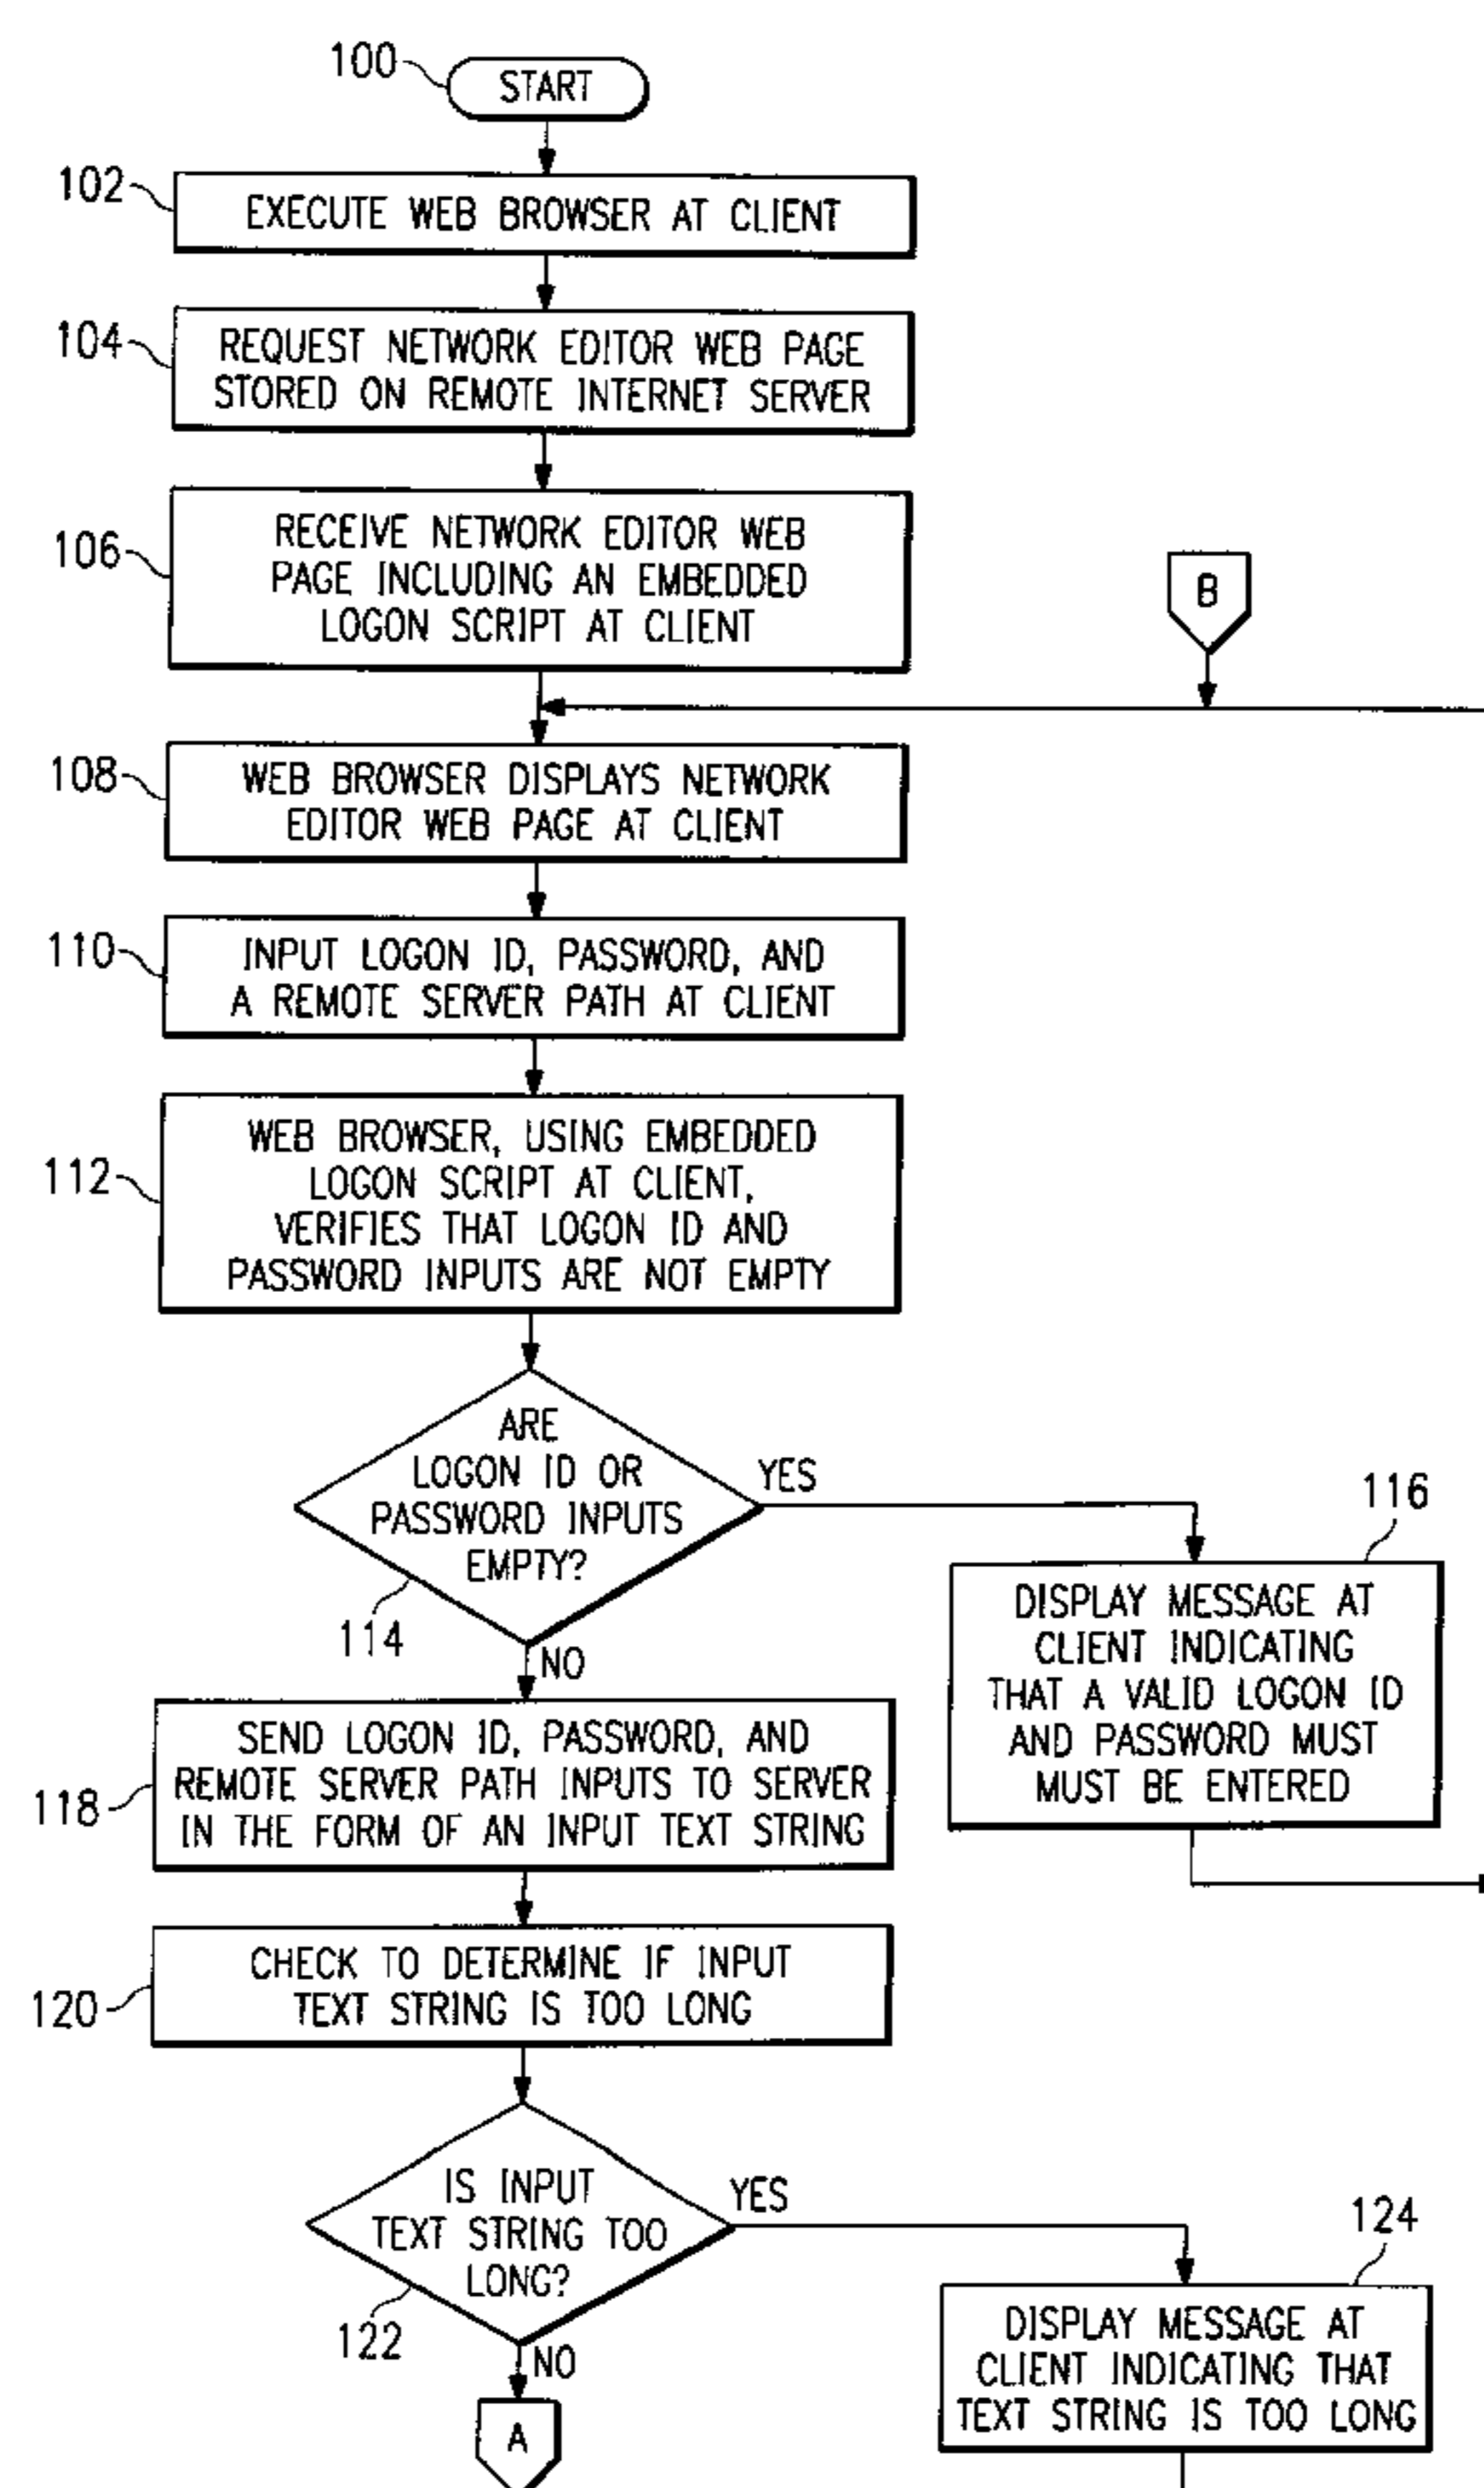 100
START
102
EXECUTE WEB BROWSER AT CLIENT
104
REQUEST NETWORK EDITOR WEB PAGE
STORED ON REMOTE INTERNET SERVER
106
RECEIVE NETWORK EDITOR WEB
PAGE INCLUDING AN EMBEDDED
LOGON SCRIPT AT CLIENT
B
108
WEB BROWSER DISPLAYS NETWORK
EDITOR WEB PAGE AT CLIENT
110
INPUT LOGON ID, PASSWORD, AND
A REMOTE SERVER PATH AT CLIENT
112
WEB BROWSER, USING EMBEDDED
LOGON SCRIPT AT CLIENT,
VERIFIES THAT LOGON ID AND
PASSWORD INPUTS ARE NOT EMPTY
ARE
LOGON ID OR
PASSWORD INPUTS
EMPTY?
114
YES
NO
116
DISPLAY MESSAGE AT
CLIENT INDICATING
THAT A VALID LOGON ID
AND PASSWORD MUST
MUST BE ENTERED
118
SEND LOGON ID, PASSWORD, AND
REMOTE SERVER PATH INPUTS TO SERVER
IN THE FORM OF AN INPUT TEXT STRING
120
CHECK TO DETERMINE IF INPUT
TEXT STRING IS TOO LONG
IS INPUT
TEXT STRING TOO
LONG?
122
YES
NO
124
DISPLAY MESSAGE AT
CLIENT INDICATING THAT
TEXT STRING IS TOO LONG
A